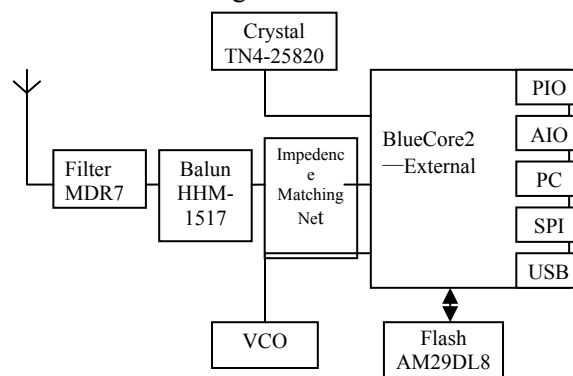 Crystal
TN4-25820
Filter
MDR7
Balun
HHM-
1517
Impedenc
e
Matching
Net
BlueCore2
—External
PIO
AIO
PC
SPI
USB
VCO
Flash
AM29DL8